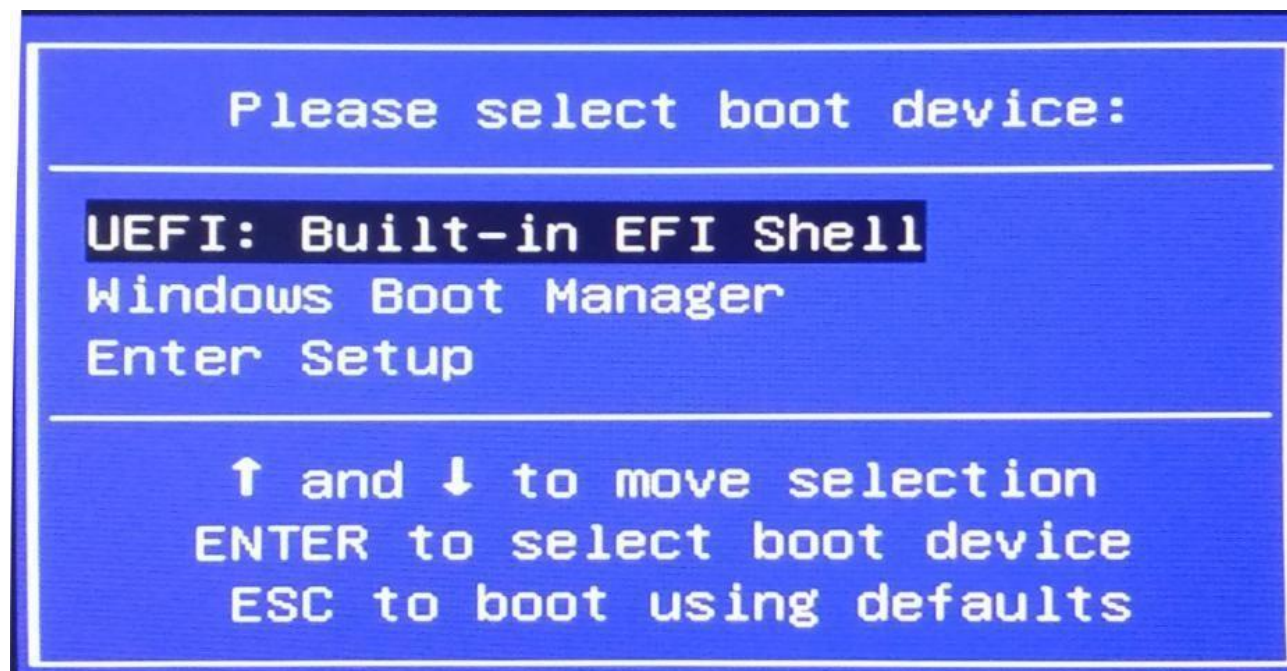 Please select boot device:
UEFI: Built-in EFI Shell
Windows Boot Manager
Enter Setup
↑ and ↓ to move selection
ENTER to select boot device
ESC to boot using defaults